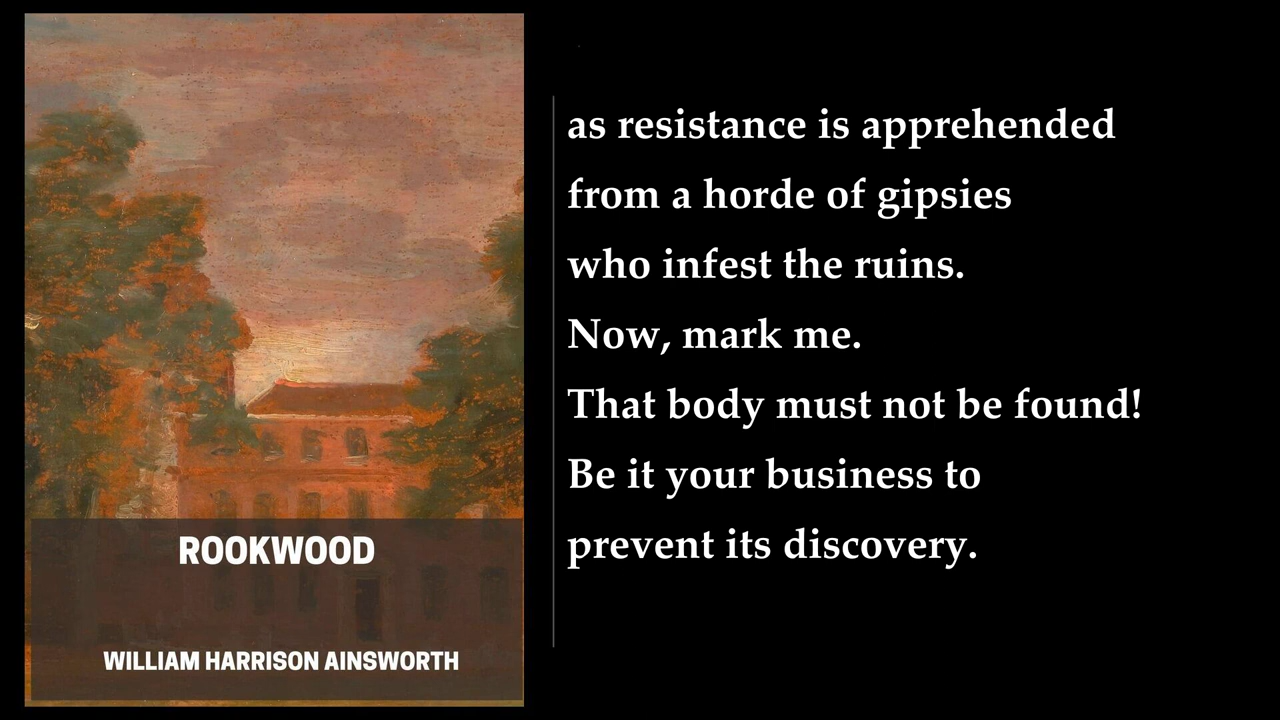 ROOKWOOD
WILLIAM HARRISON AINSWORTH
as resistance is apprehended
from a horde of gipsies
who infest the ruins.
Now, mark me.
That body must not be found!
Be it your business to
prevent its discovery.